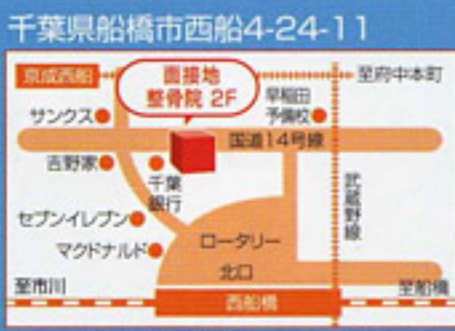 千葉県船橋市西船4-24-11
京成西船
面接地
整骨院 2F
至府中本町
サンクス
早稲田
予備校
国道14号線
吉野家
千葉
銀行
武蔵野線
セブンイレブン
マクドナルド
ロータリー
北口
至市川
西船橋
至船橋